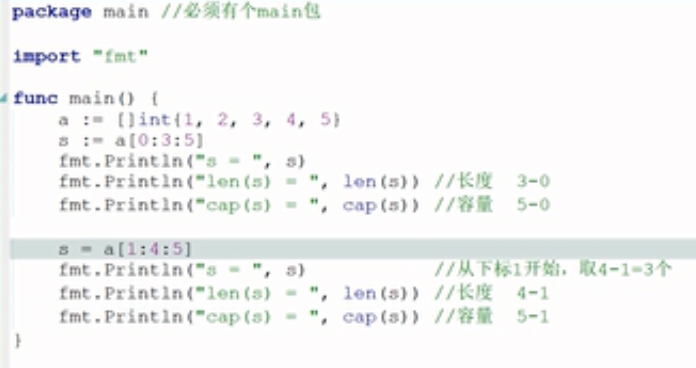 package main //必须有个main包
import "fmt"
func main() {
a := []int{1, 2, 3, 4, 5}
s := a[0:3:5]
fmt.Println("s = ", s)
fmt.Println("len(s) = ", len(s)) //长度 3-0
fmt.Println("cap(s) = ", cap(s)) //容量 5-0
s = a[1:4:5]
fmt.Println("s = ", s) //从下标1开始，取4-1=3个
fmt.Println("len(s) = ", len(s)) //长度 4-1
fmt.Println("cap(s) = ", cap(s)) //容量 5-1
}